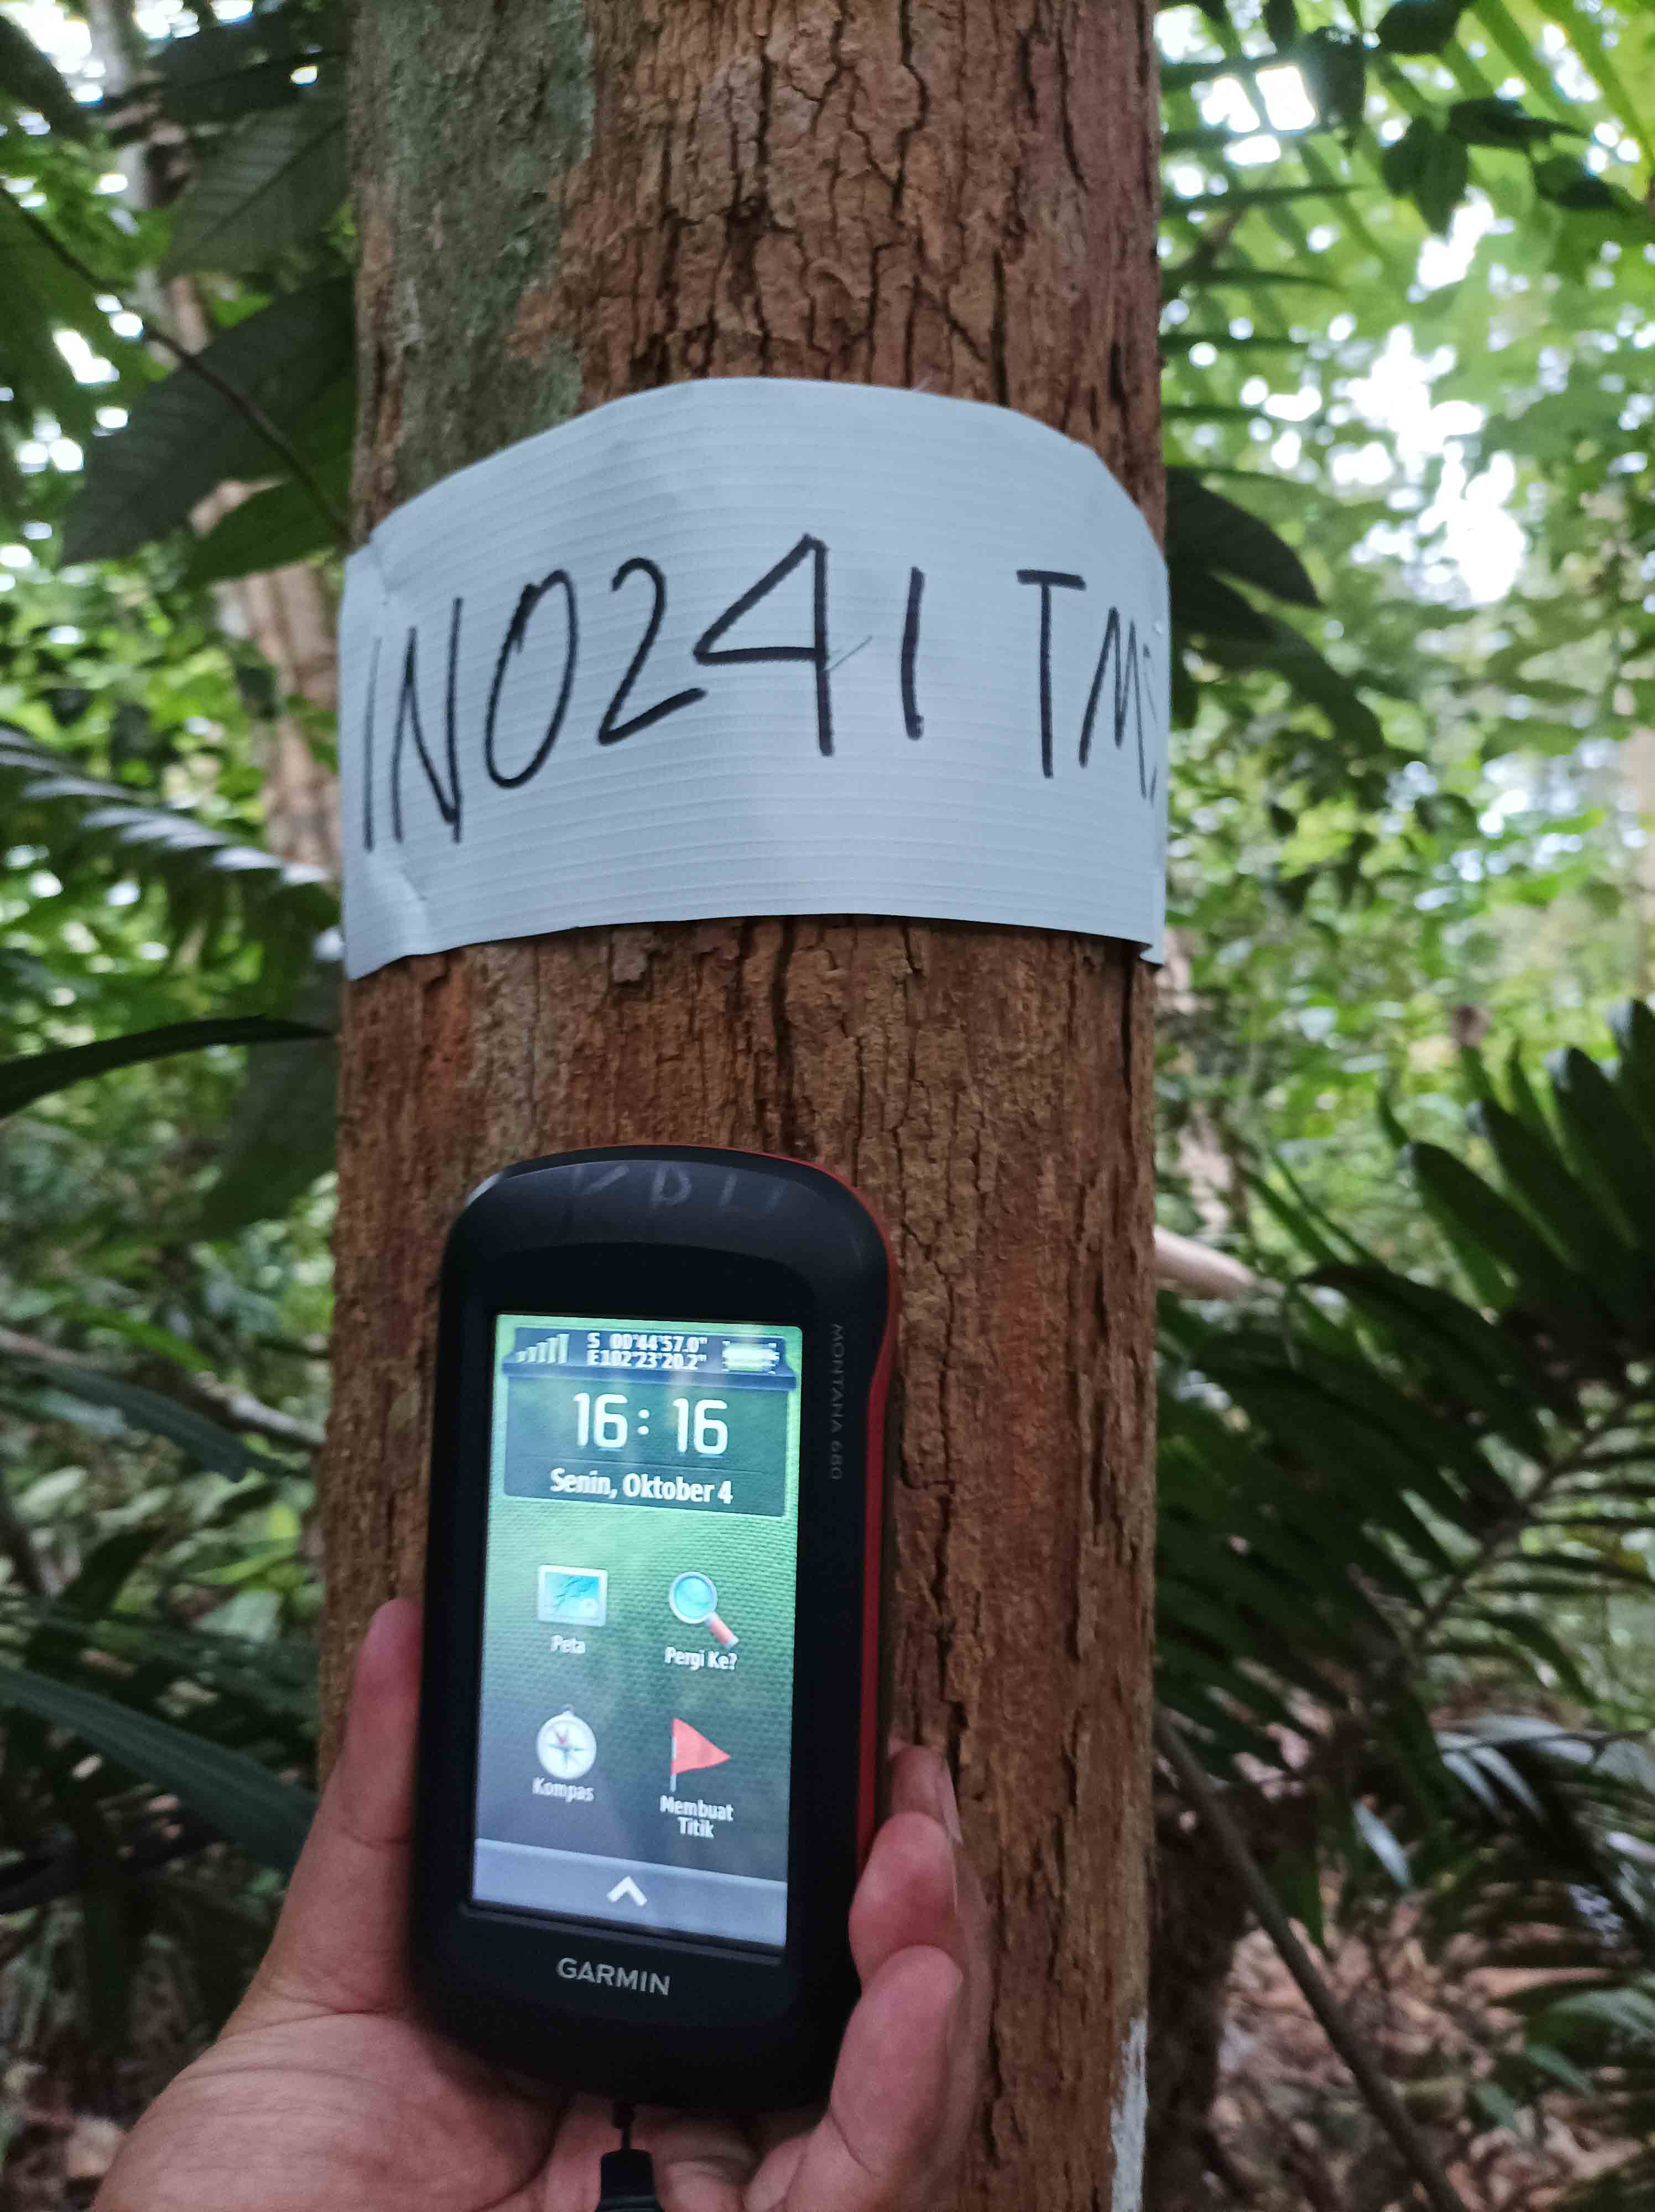 IN0241 TMS
S 00°44'57.0"
E102°23'20.2"
16:16
Senin, Oktober 4
Peta
Pergi Ke?
Kompas
Membuat
Titik
GARMIN
MONTANA 680